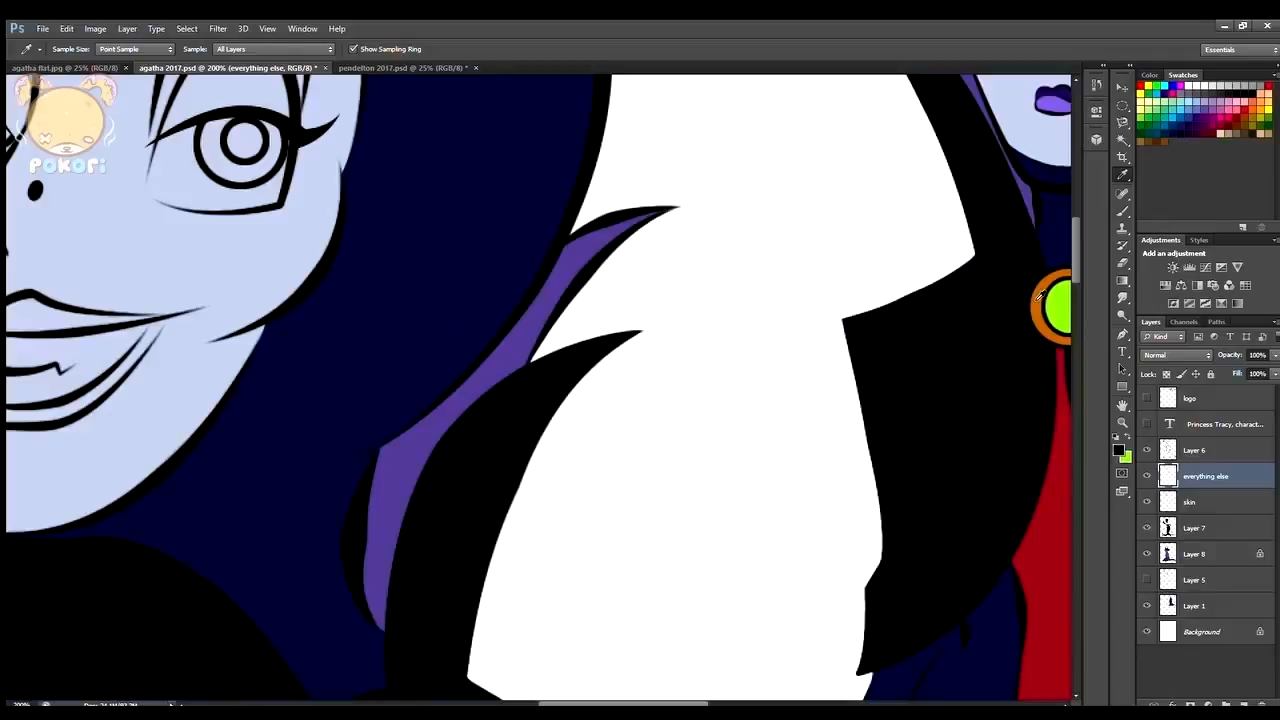 Ps File Edit Image Layer Type Select Filter 3D View Window Help
Sample Size: Point Sample Sample: All Layers Show Sampling Ring Essentials
agatha flat.jpg @ 25% (RGB/8) × agatha 2017.psd @ 200% (everything else, RGB/8) * × pendelton 2017.psd @ 25% (RGB/8) * ×
Color Swatches
POKORI
Adjustments Styles
Add an adjustment
Layers Channels Paths
Kind
Normal Opacity: 100%
Lock: Fill: 100%
logo
T Princess Tracy, charact...
Layer 6
everything else
skin
Layer 7
Layer 8
Layer 5
Layer 1
Background